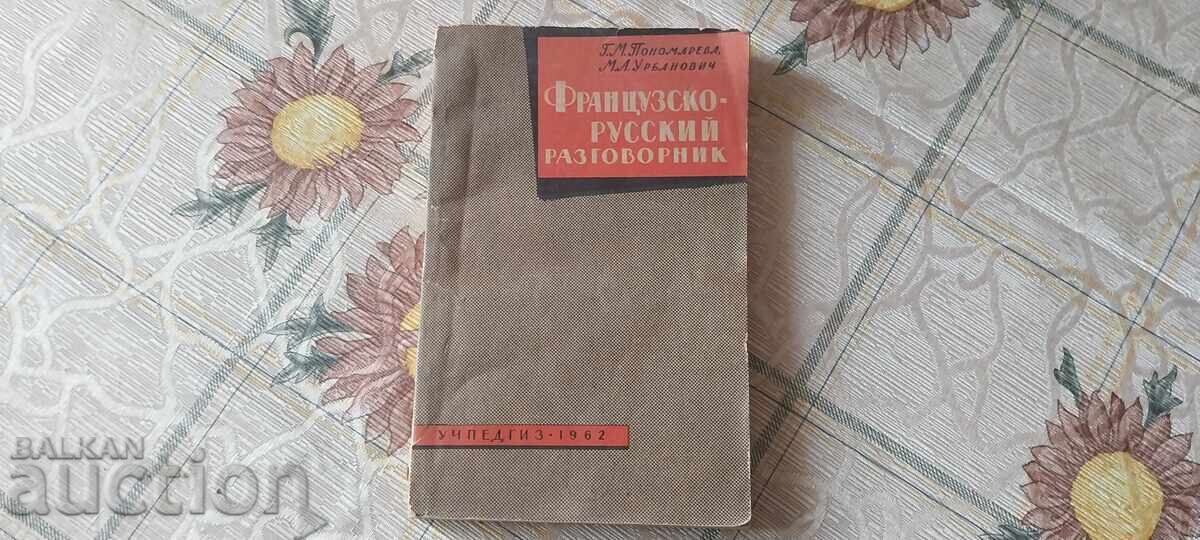 Г. М. Пономарева,
М. Л. Урбанович
Французско-
русский
разговорник
УЧПЕДГИЗ · 1962
BALKAN
auction